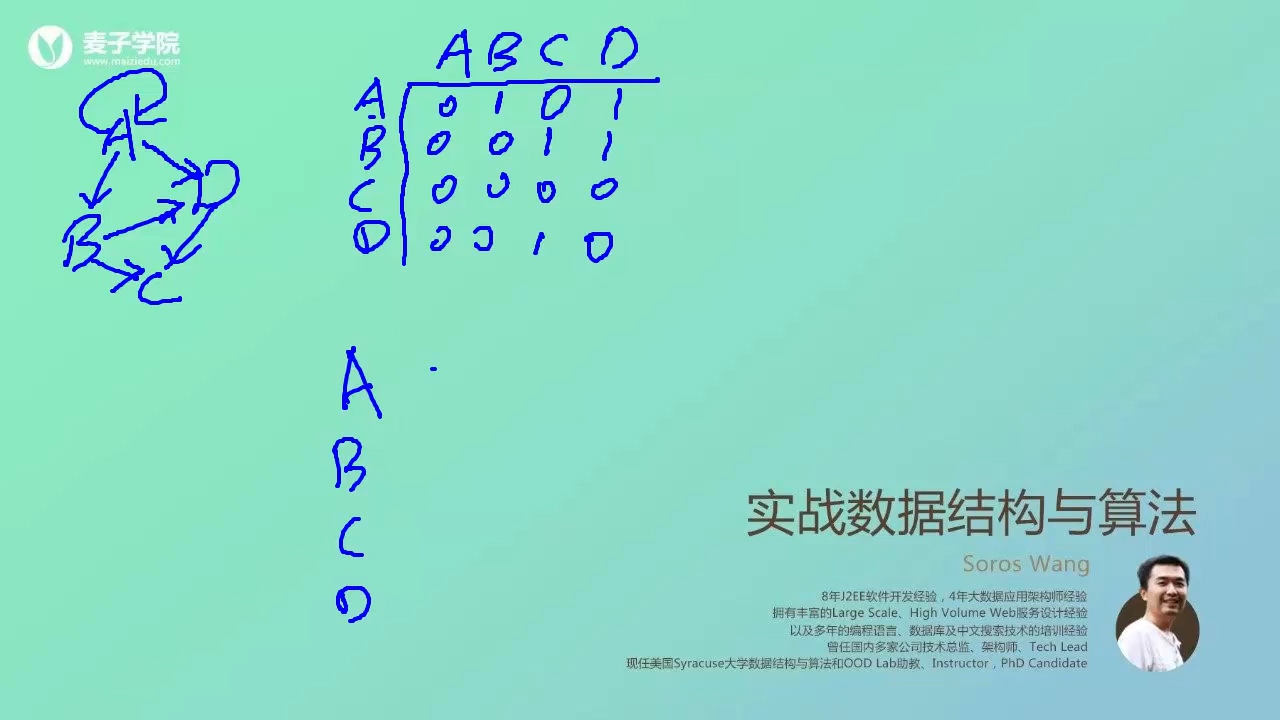 麦子学院
www.maiziedu.com
A B C D
A 0 1 0 1
B 0 0 1 1
C 0 0 0 0
D 0 0 1 0
A
D
B
C
A
B
C
D
实战数据结构与算法
Soros Wang
8年J2EE软件开发经验，4年大数据应用架构师经验
拥有丰富的Large Scale、High Volume Web服务设计经验
以及多年的编程语言、数据库及中文搜索技术的培训经验
曾任国内多家公司技术总监、架构师、Tech Lead
现任美国Syracuse大学数据结构与算法和OOD Lab助教、Instructor，PhD Candidate